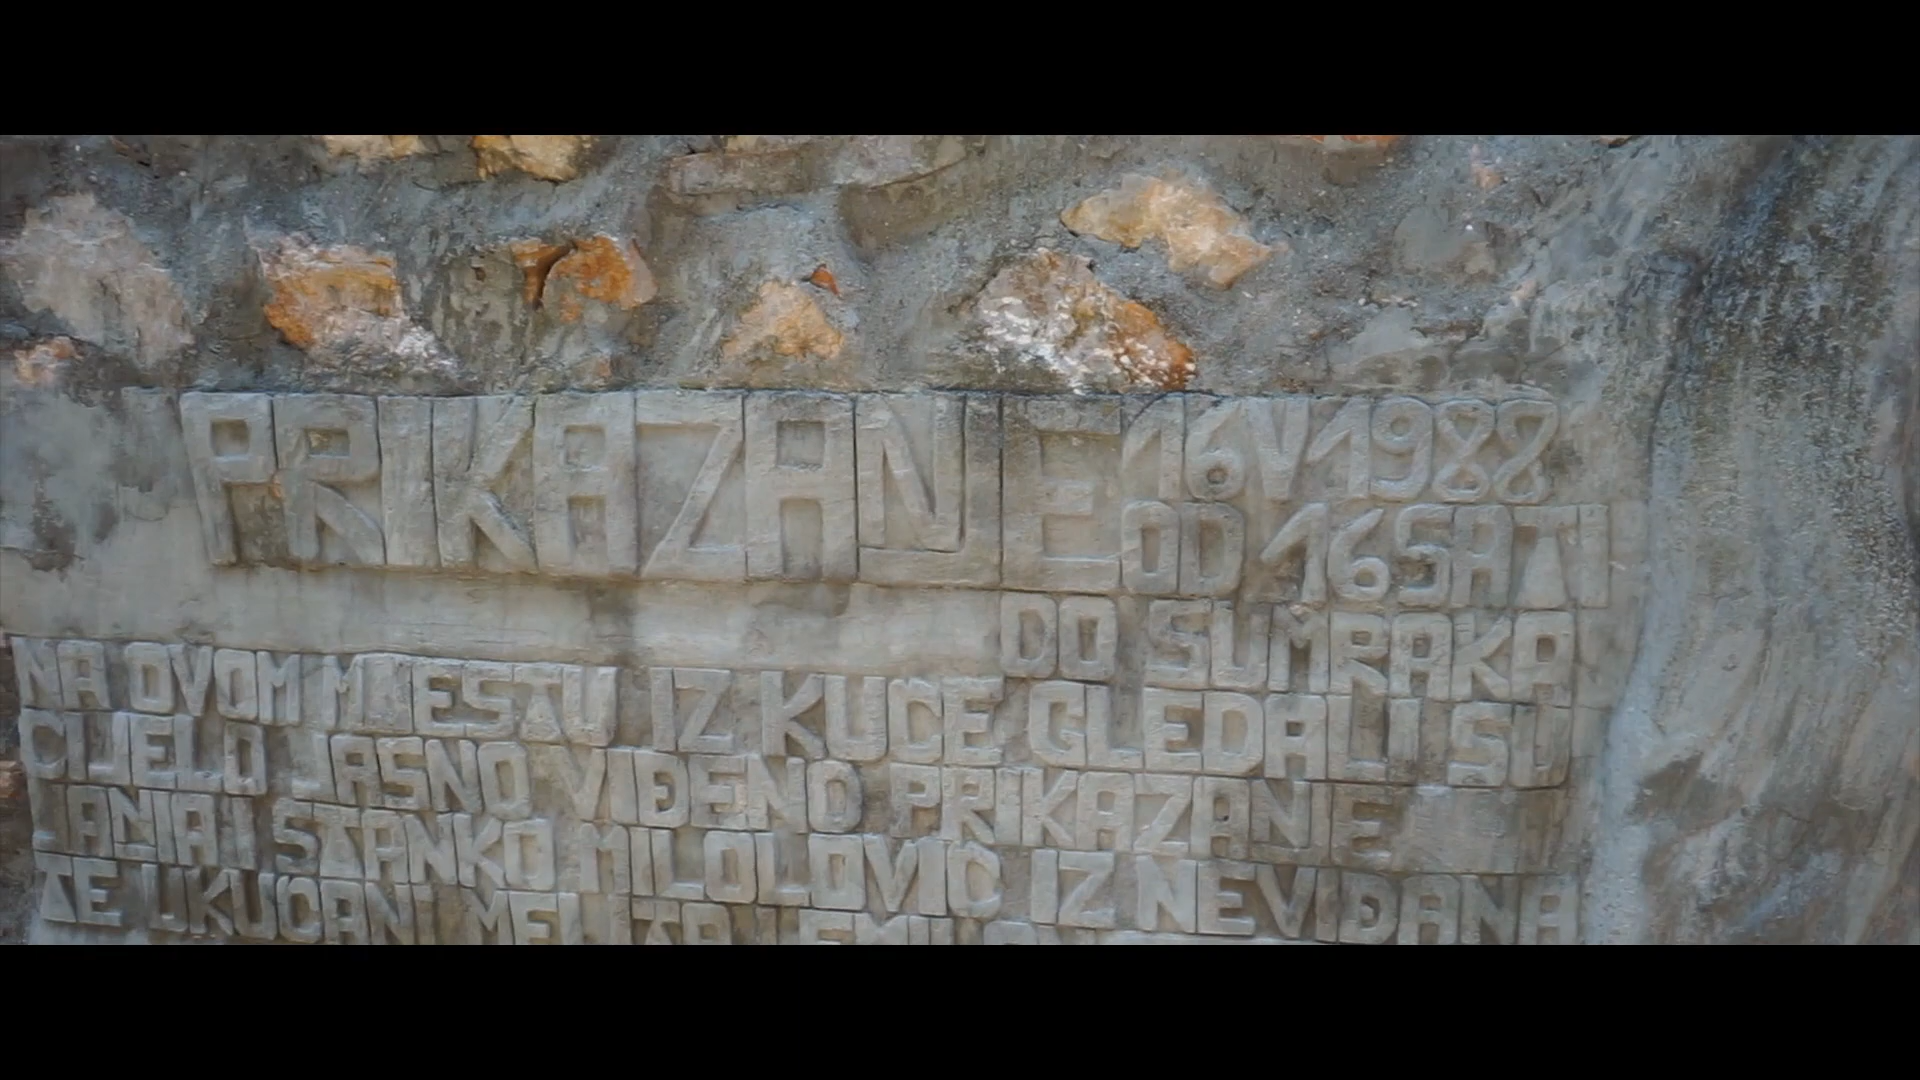 PRIKAZANJE 16 V 1988
OD 16 SATI
DO SUMRAKA
NA OVOM MJESTU IZ KUĆE GLEDALI SU
CIJELO JASNO VIĐENO PRIKAZANJE
JANJA I STANKO MILOLOVIĆ IZ NEVIĐANA
TE UKUĆANI